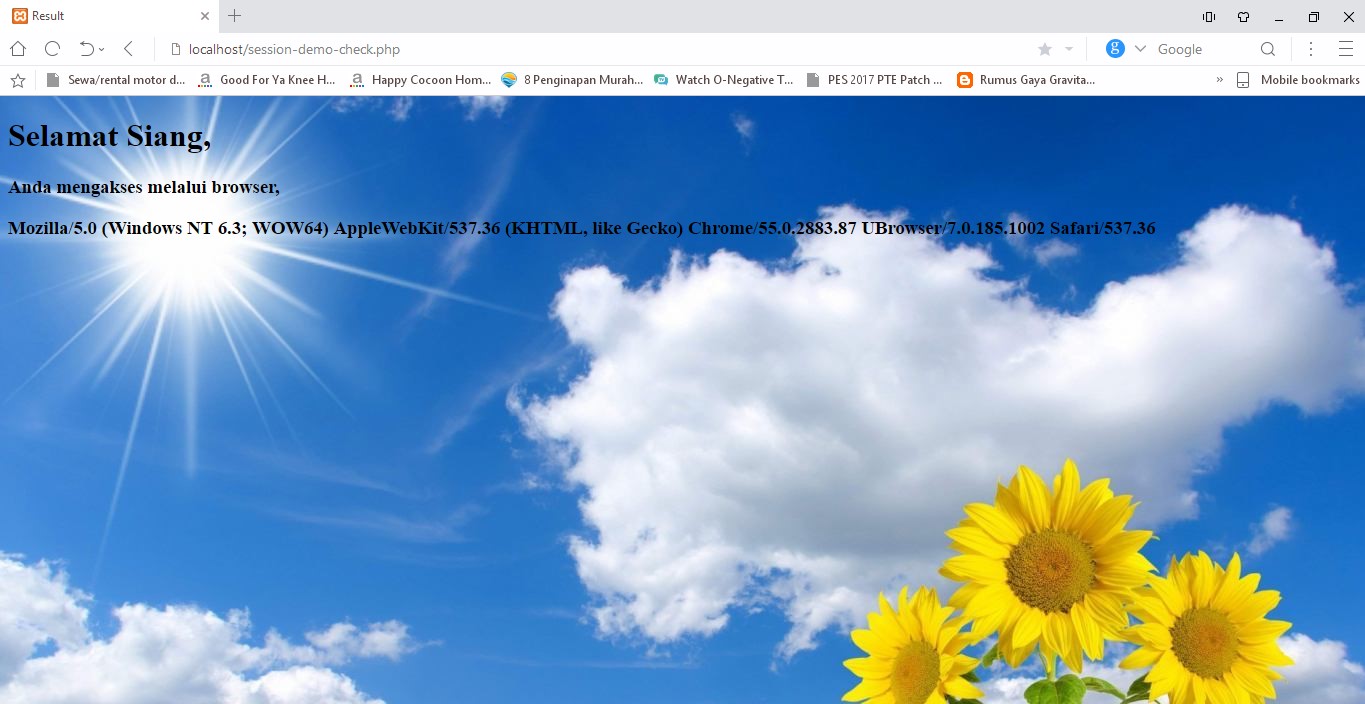 Result
localhost/session-demo-check.php
Google
Sewa/rental motor d...
Good For Ya Knee H...
Happy Cocoon Hom...
8 Penginapan Murah...
Watch O-Negative T...
PES 2017 PTE Patch ...
Rumus Gaya Gravita...
» Mobile bookmarks
Selamat Siang,
Anda mengakses melalui browser,
Mozilla/5.0 (Windows NT 6.3; WOW64) AppleWebKit/537.36 (KHTML, like Gecko) Chrome/55.0.2883.87 UBrowser/7.0.185.1002 Safari/537.36